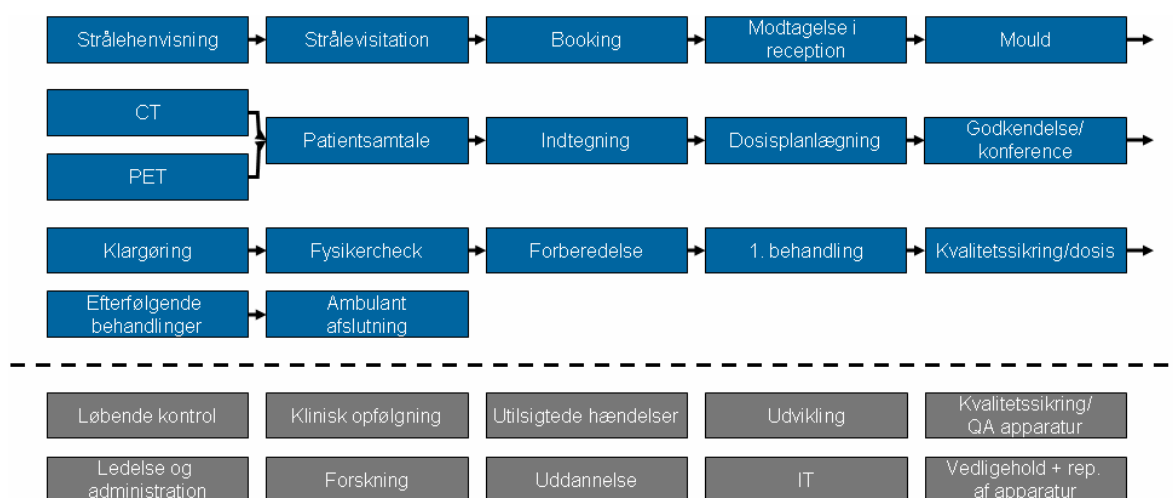 Strålehenvisning
Strålevisitation
Booking
Modtagelse i
reception
Mould
CT
PET
Patientsamtale
Indtegning
Dosisplanlægning
Godkendelse/
konference
Klargøring
Fysikercheck
Forberedelse
1. behandling
Kvalitetssikring/dosis
Efterfølgende
behandlinger
Ambulant
afslutning
Løbende kontrol
Klinisk opfølgning
Utilsigtede hændelser
Udvikling
Kvalitetssikring/
QA apparatur
Ledelse og
administration
Forskning
Uddannelse
IT
Vedligehold + rep.
af apparatur